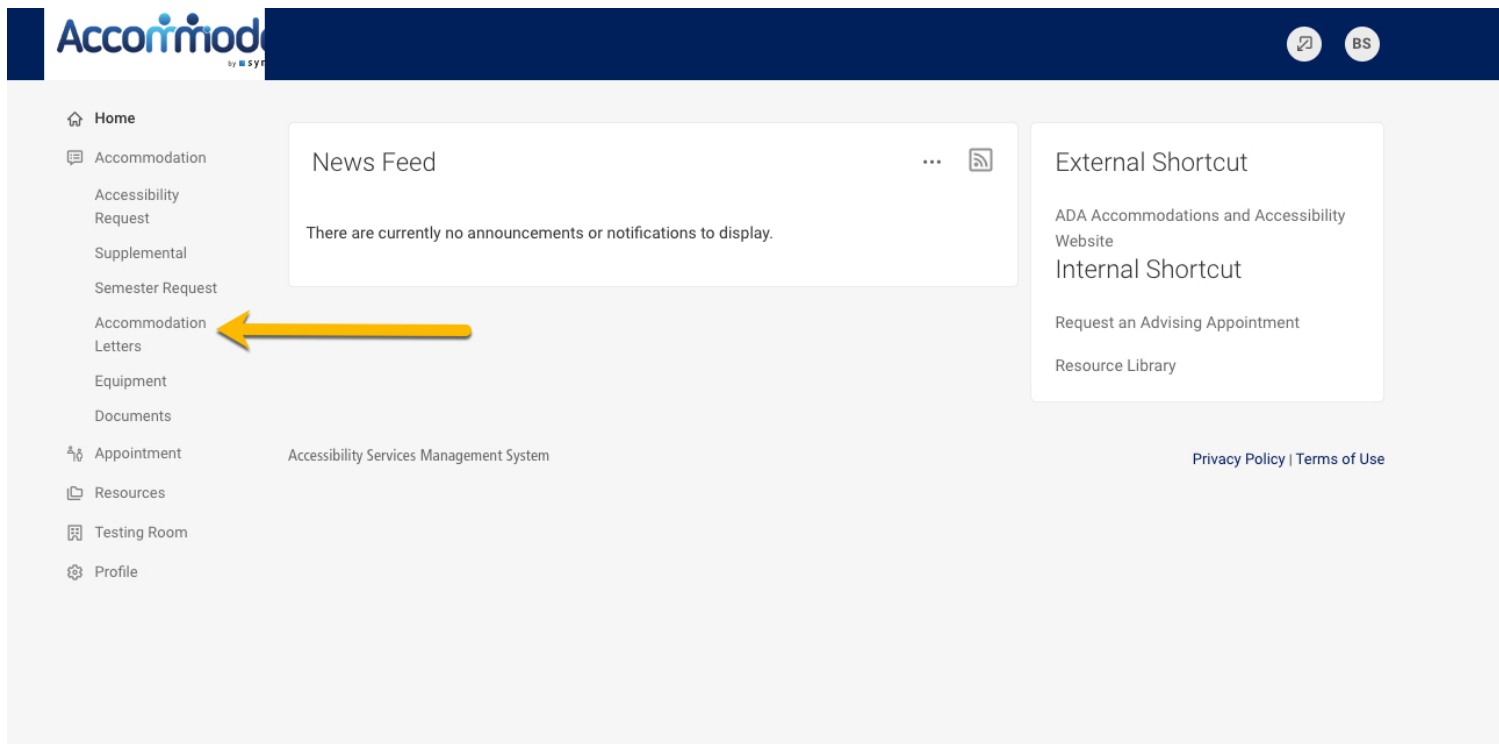 Accommod
by sym
BS
Home
Accommodation
Accessibility
Request
Supplemental
Semester Request
Accommodation
Letters
Equipment
Documents
Appointment
Resources
Testing Room
Profile
News Feed
There are currently no announcements or notifications to display.
External Shortcut
ADA Accommodations and Accessibility
Website
Internal Shortcut
Request an Advising Appointment
Resource Library
Accessibility Services Management System
Privacy Policy | Terms of Use